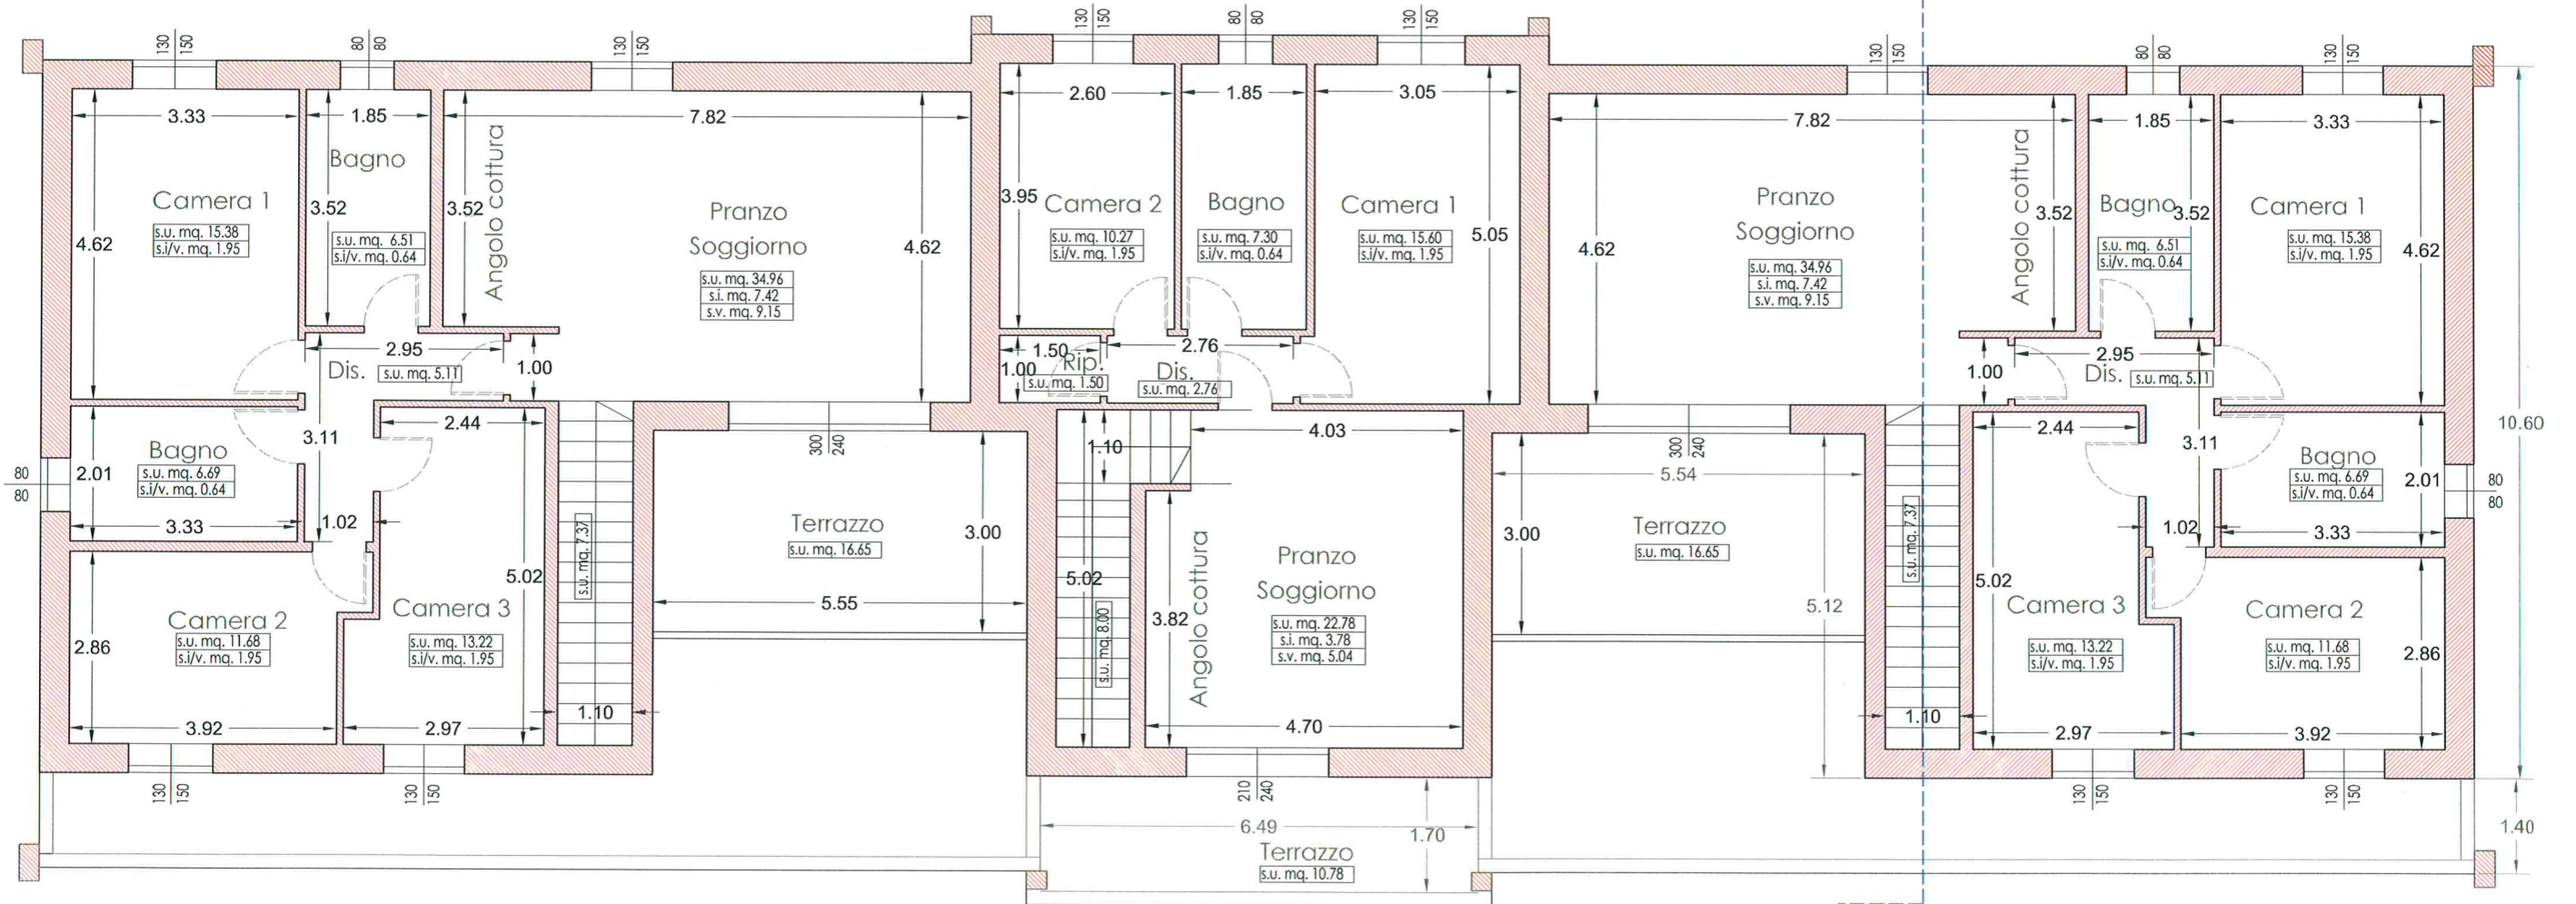 130 150
80 80
130 150
130 150
80 80
130 150
130 150
80 80
130 150
3.33
1.85
7.82
2.60
1.85
3.05
7.82
1.85
3.33
Camera 1
s.u. mq. 15.38
s.i/v. mq. 1.95
4.62
Bagno
3.52
s.u. mq. 6.51
s.i/v. mq. 0.64
3.52
Angolo cottura
Pranzo
Soggiorno
s.u. mq. 34.96
s.i. mq. 7.42
s.v. mq. 9.15
4.62
3.95
Camera 2
s.u. mq. 10.27
s.i/v. mq. 1.95
Bagno
s.u. mq. 7.30
s.i/v. mq. 0.64
Camera 1
s.u. mq. 15.60
s.i/v. mq. 1.95
5.05
4.62
Pranzo
Soggiorno
s.u. mq. 34.96
s.i. mq. 7.42
s.v. mq. 9.15
Angolo cottura
3.52
Bagno
3.52
s.u. mq. 6.51
s.i/v. mq. 0.64
Camera 1
s.u. mq. 15.38
s.i/v. mq. 1.95
4.62
10.60
2.95
Dis.
s.u. mq. 5.11
1.00
1.50
1.00
Rip.
s.u. mq. 1.50
2.76
Dis.
s.u. mq. 2.76
1.00
2.95
Dis.
s.u. mq. 5.11
80
80
2.01
Bagno
s.u. mq. 6.69
s.i/v. mq. 0.64
3.33
3.11
1.02
2.44
300 240
1.10
4.03
300 240
5.54
2.44
3.11
1.02
Bagno
s.u. mq. 6.69
s.i/v. mq. 0.64
2.01
3.33
80
80
2.86
Camera 2
s.u. mq. 11.68
s.i/v. mq. 1.95
3.92
Camera 3
s.u. mq. 13.22
s.i/v. mq. 1.95
5.02
2.97
s.u. mq. 7.37
1.10
Terrazzo
s.u. mq. 16.65
3.00
5.55
5.02
s.u. mq. 8.00
3.82
Angolo cottura
Pranzo
Soggiorno
s.u. mq. 22.78
s.i. mq. 3.78
s.v. mq. 5.04
4.70
3.00
Terrazzo
s.u. mq. 16.65
5.12
s.u. mq. 7.37
1.10
5.02
Camera 3
s.u. mq. 13.22
s.i/v. mq. 1.95
2.97
Camera 2
s.u. mq. 11.68
s.i/v. mq. 1.95
2.86
3.92
130 150
130 150
210 240
130 150
130 150
6.49
1.70
1.40
Terrazzo
s.u. mq. 10.78